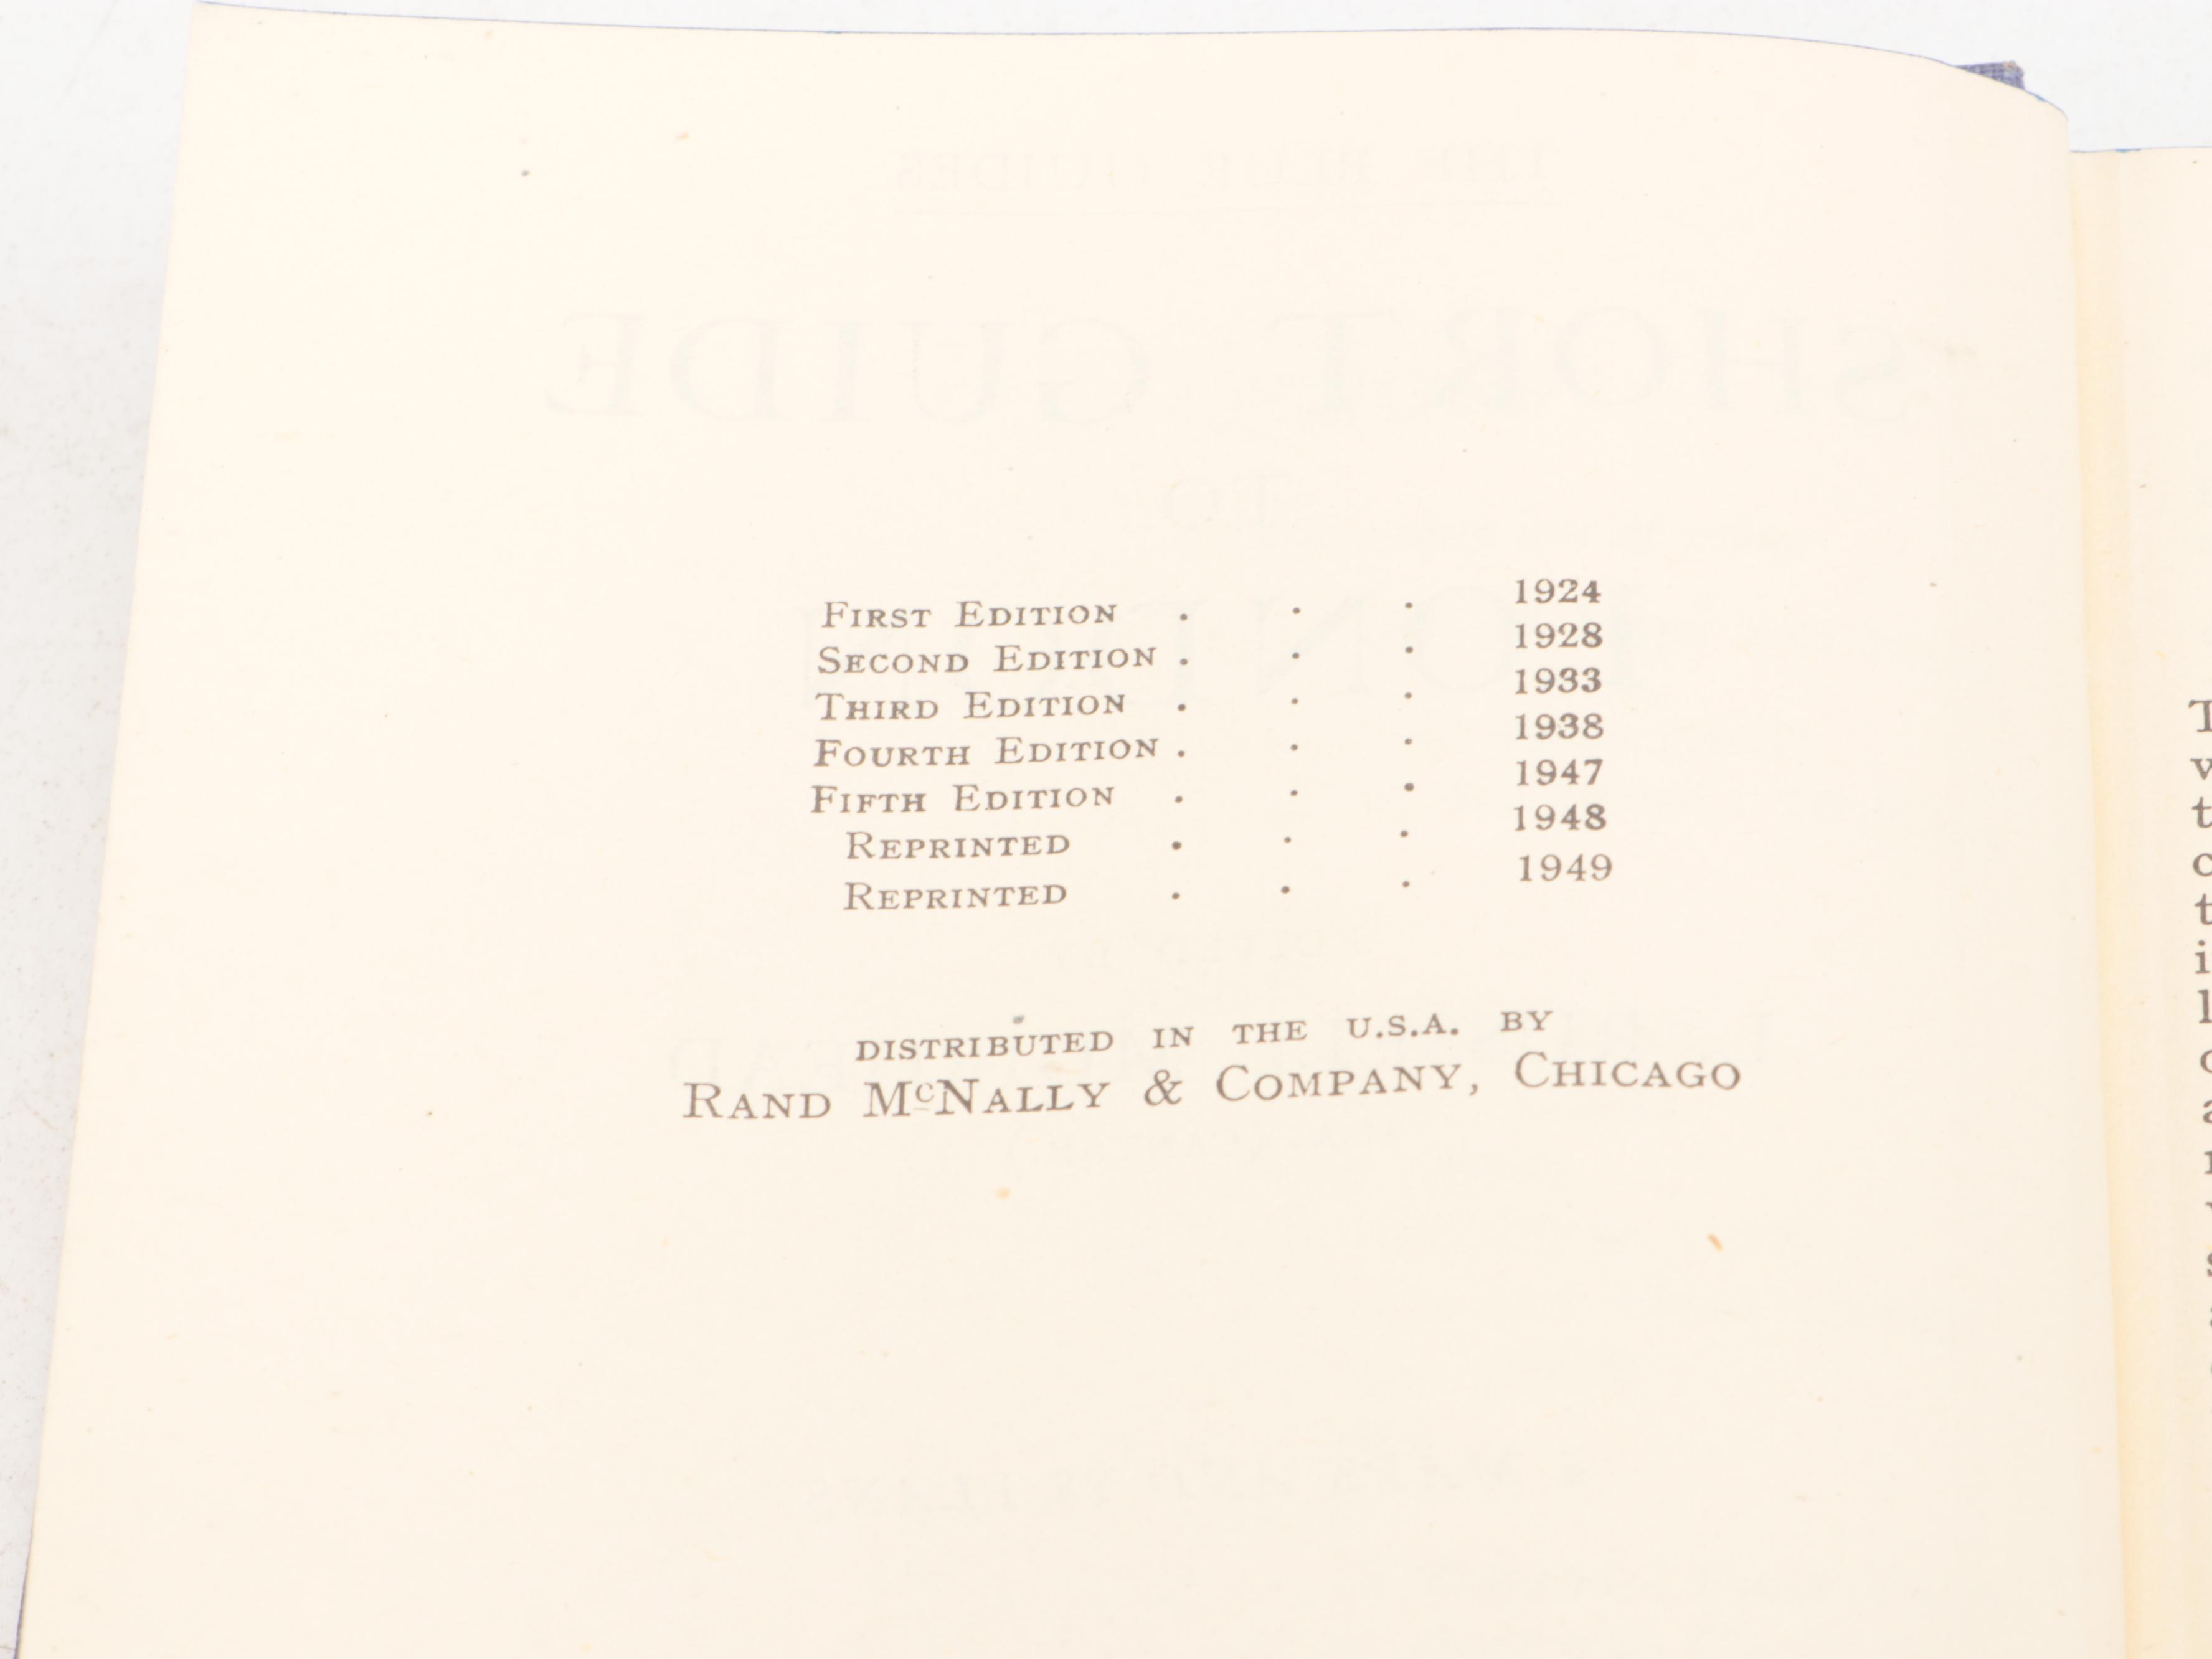 First Edition . . . 1924
Second Edition . . . 1928
Third Edition . . . 1933
Fourth Edition . . . 1938
Fifth Edition . . . 1947
Reprinted . . . 1948
Reprinted . . . 1949
DISTRIBUTED IN THE U.S.A. BY
Rand McNally & Company, Chicago